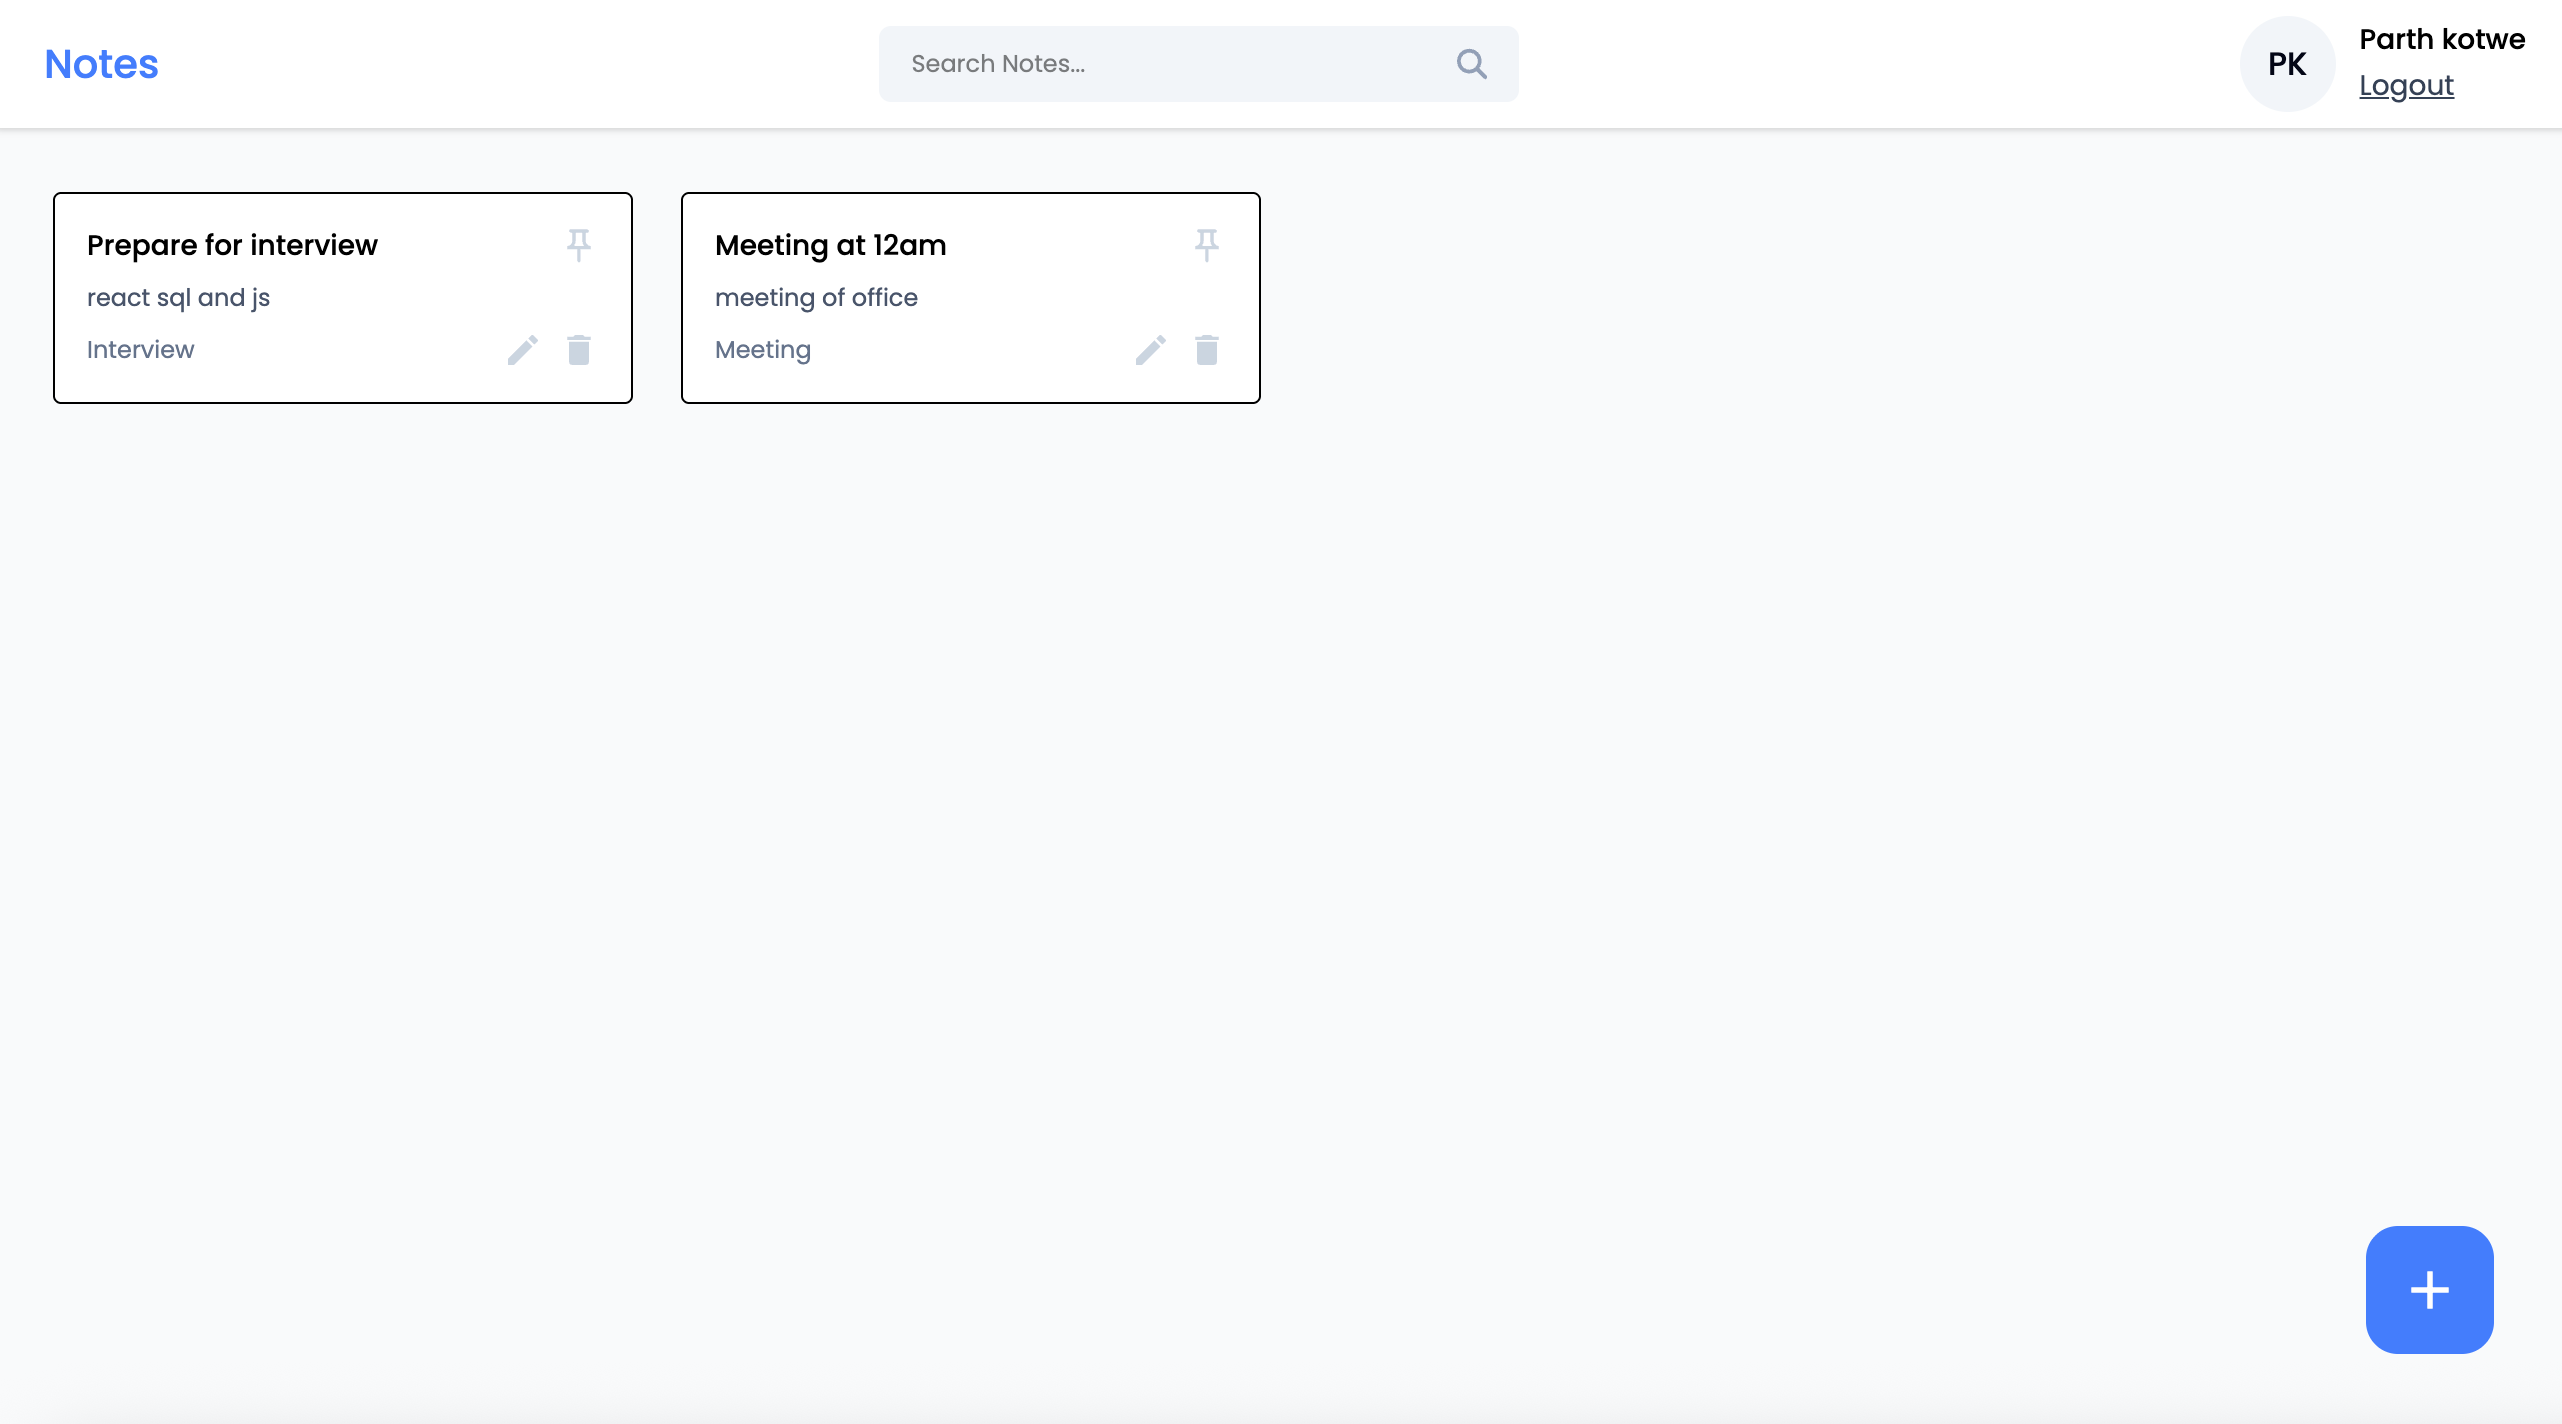 Notes
Search Notes...
PK
Parth kotwe
Logout
Prepare for interview
react sql and js
Interview
Meeting at 12am
meeting of office
Meeting
+